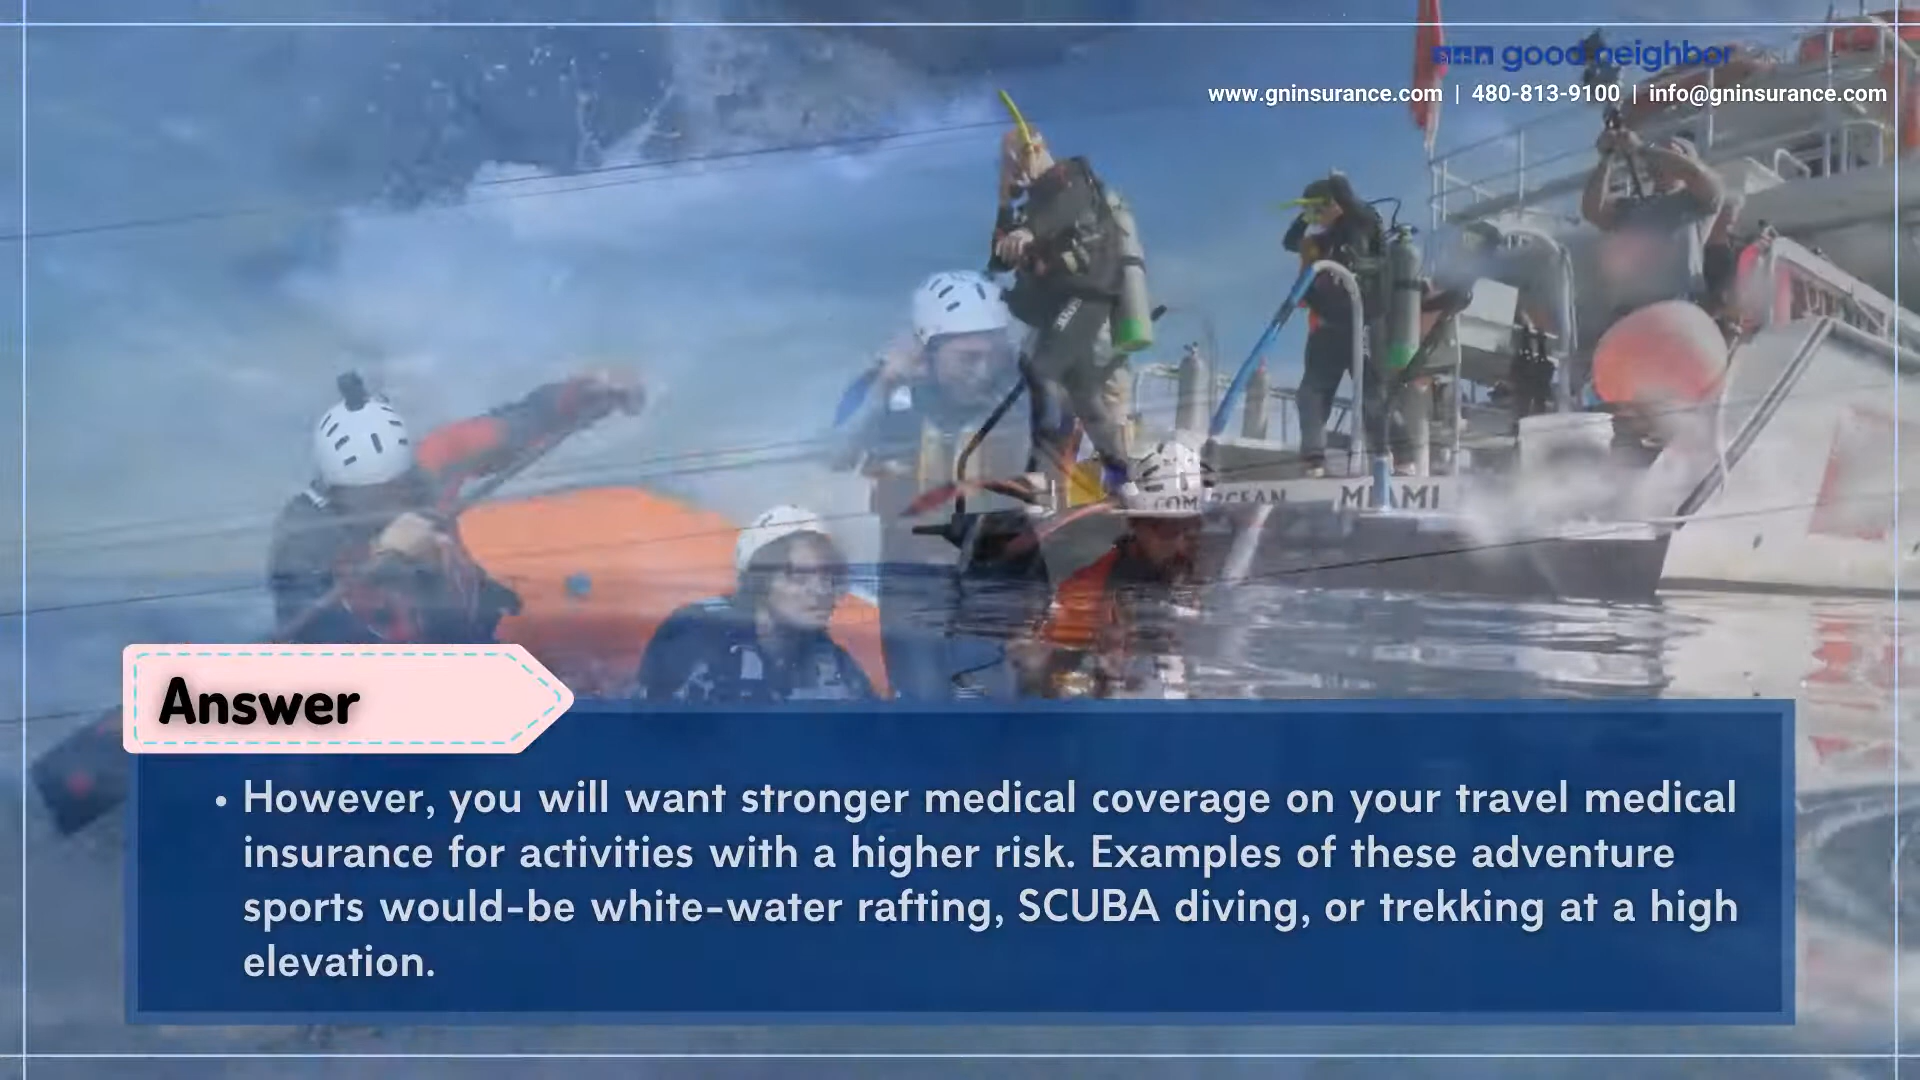 good neighbor
www.gninsurance.com | 480-813-9100 | info@gninsurance.com
OCEAN MIAMI
Answer
• However, you will want stronger medical coverage on your travel medical
insurance for activities with a higher risk. Examples of these adventure
sports would-be white-water rafting, SCUBA diving, or trekking at a high
elevation.